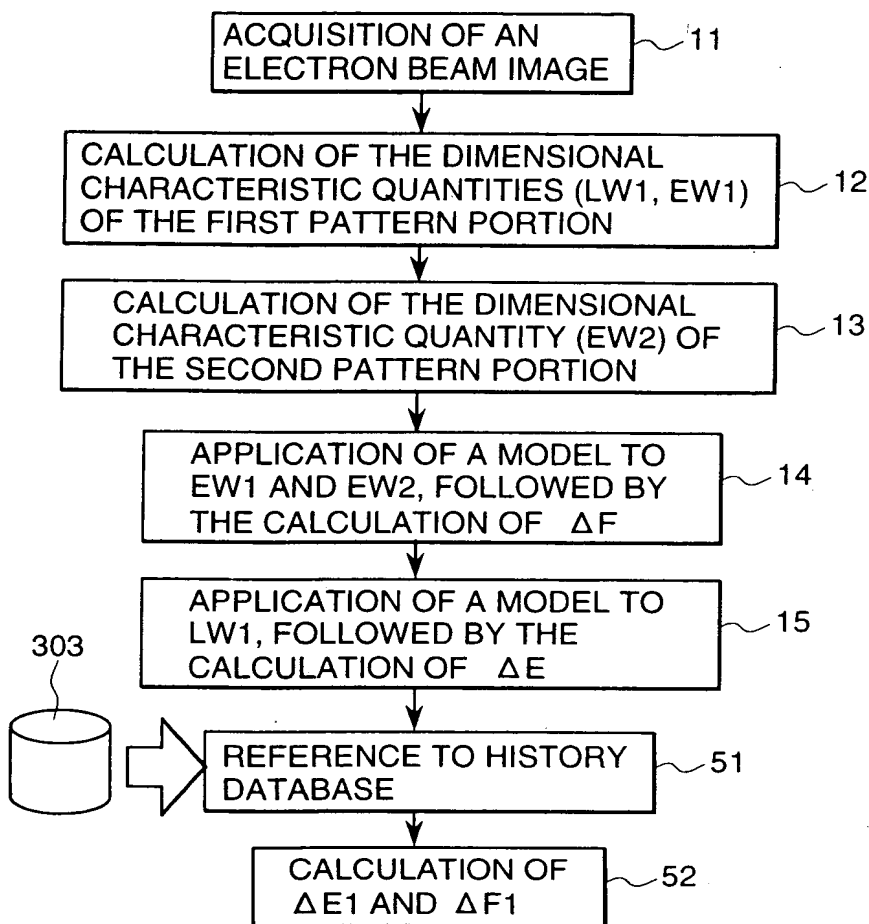 ACQUISITION OF AN
ELECTRON BEAM IMAGE
11
CALCULATION OF THE DIMENSIONAL
CHARACTERISTIC QUANTITIES (LW1, EW1)
OF THE FIRST PATTERN PORTION
12
CALCULATION OF THE DIMENSIONAL
CHARACTERISTIC QUANTITY (EW2) OF
THE SECOND PATTERN PORTION
13
APPLICATION OF A MODEL TO
EW1 AND EW2, FOLLOWED BY
THE CALCULATION OF ΔF
14
APPLICATION OF A MODEL TO
LW1, FOLLOWED BY THE
CALCULATION OF ΔE
15
303
REFERENCE TO HISTORY
DATABASE
51
CALCULATION OF
ΔE1 AND ΔF1
52